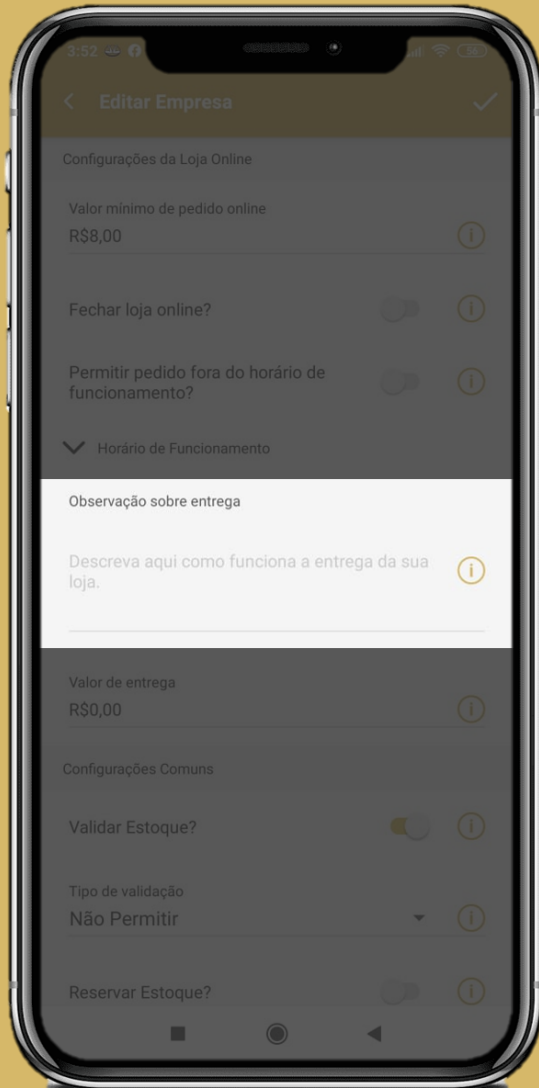 3:52
Editar Empresa
Configurações da Loja Online
Valor mínimo de pedido online
R$8,00
Fechar loja online?
Permitir pedido fora do horário de
funcionamento?
Horário de Funcionamento
Observação sobre entrega
Descreva aqui como funciona a entrega da sua
loja.
Valor de entrega
R$0,00
Configurações Comuns
Validar Estoque?
Tipo de validação
Não Permitir
Reservar Estoque?